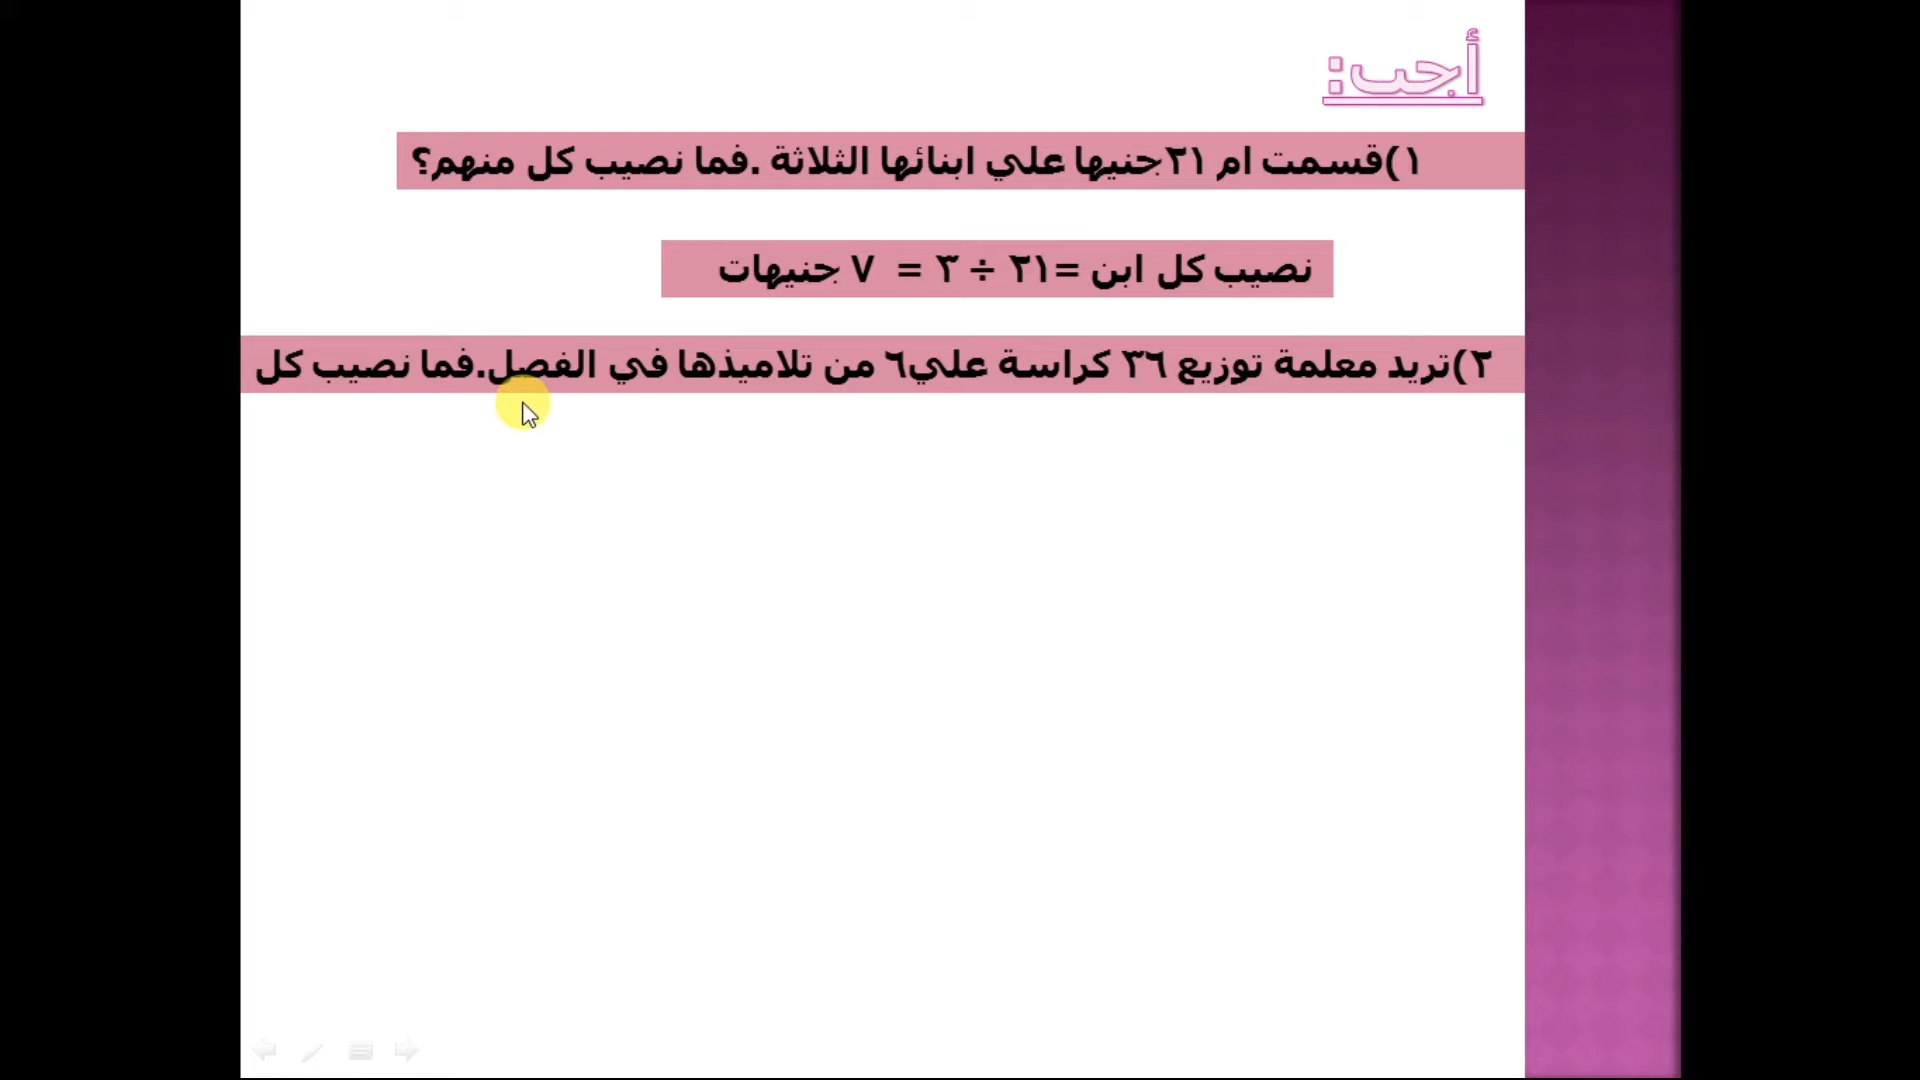 أجب:
١)قسمت ام ٢١جنيها علي ابنائها الثلاثة .فما نصيب كل منهم؟
نصيب كل ابن =٢١ ÷ ٣ = ٧ جنيهات
٢)تريد معلمة توزيع ٣٦ كراسة علي٦ من تلاميذها في الفصل.فما نصيب كل